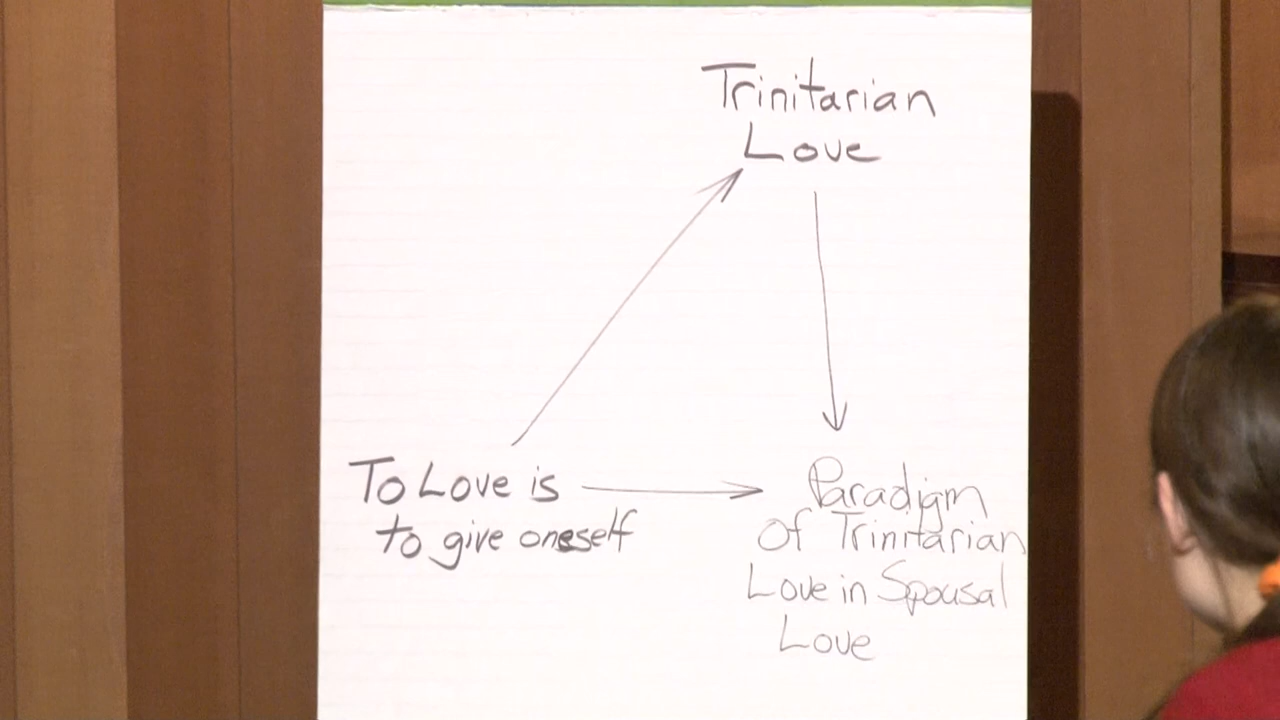 Trinitarian
Love
To Love is
to give oneself
Paradigm
Of Trinitarian
Love in Spousal
Love